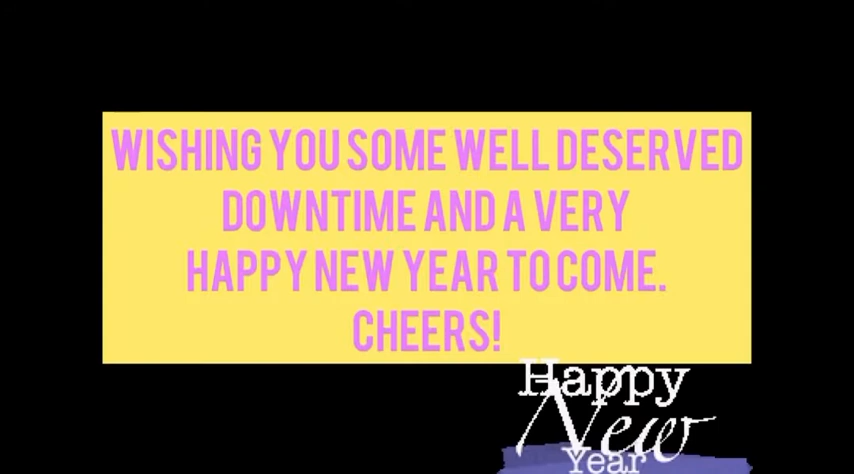 WISHING YOU SOME WELL DESERVED
DOWNTIME AND A VERY
HAPPY NEW YEAR TO COME.
CHEERS!
Happy
New
Year